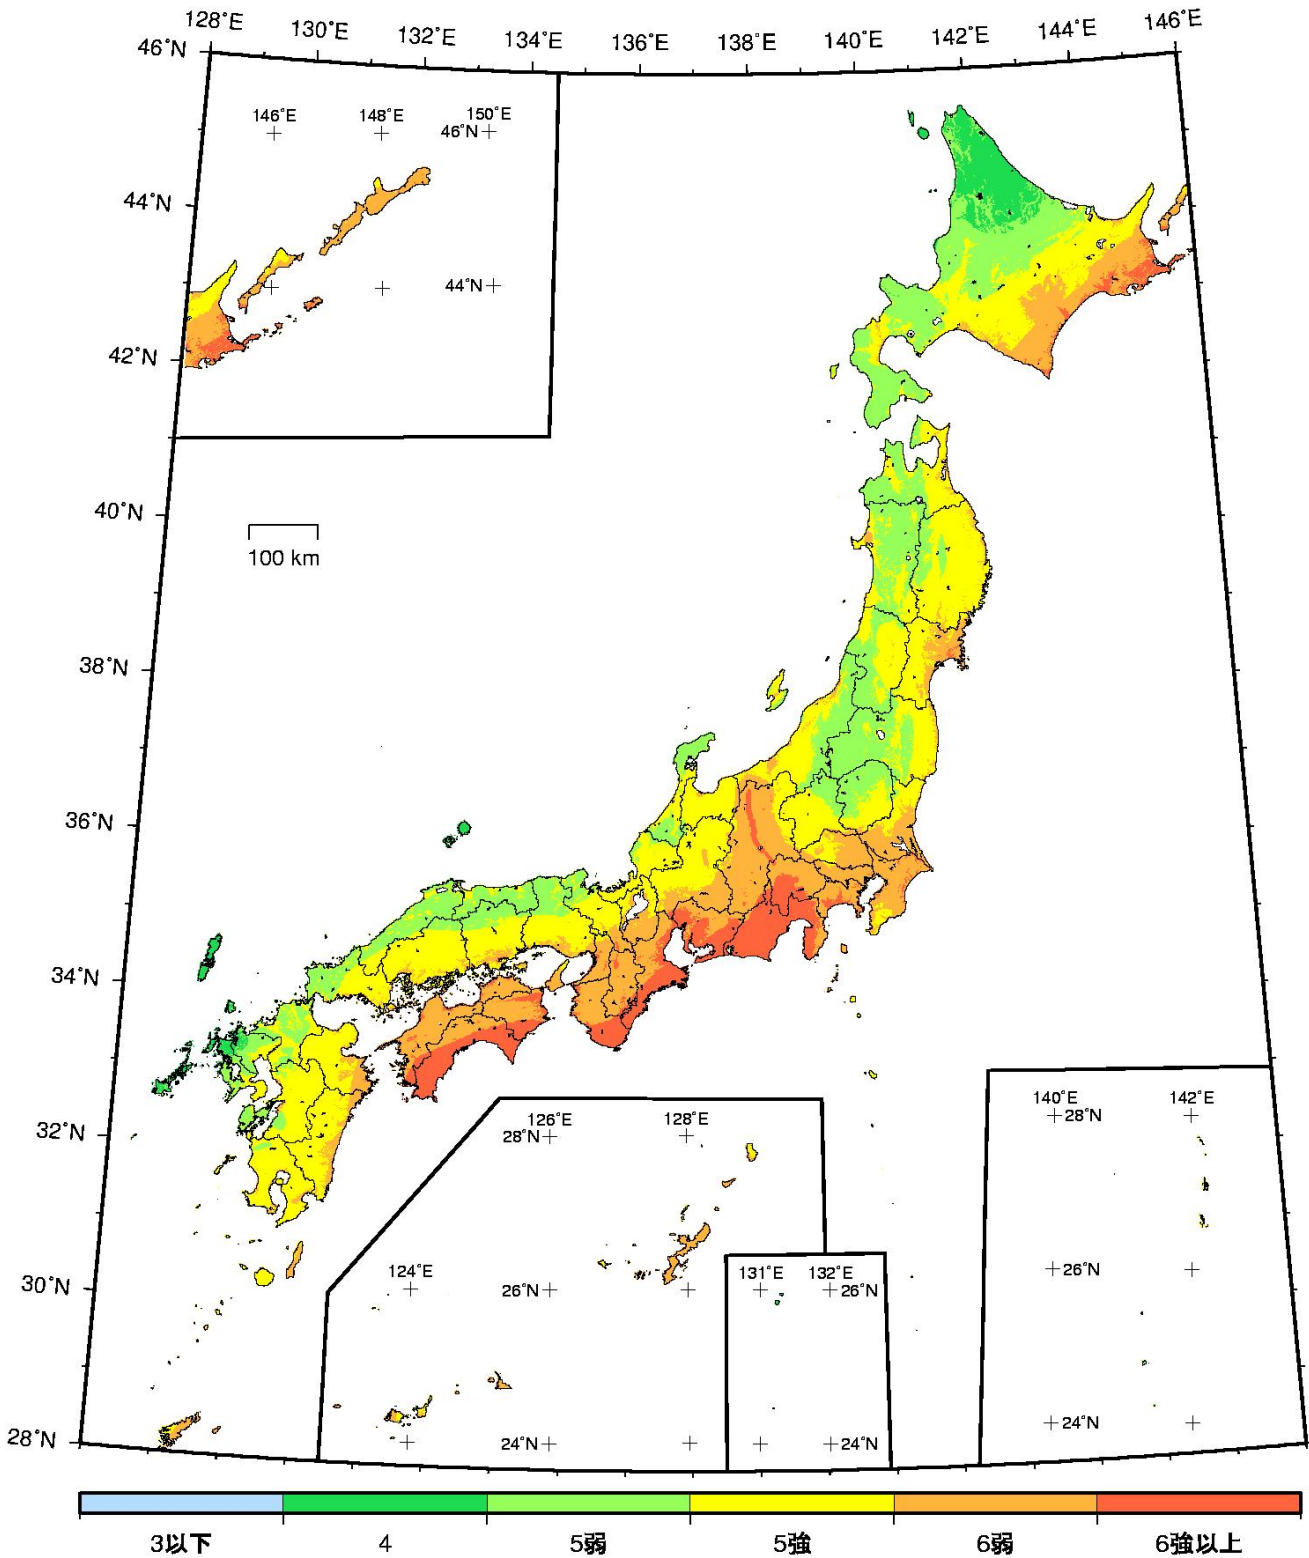 128°E 130°E 132°E 134°E 136°E 138°E 140°E 142°E 144°E 146°E
46°N
146°E 148°E 150°E
46°N
44°N
44°N
42°N
40°N
100 km
38°N
36°N
34°N
32°N
126°E 128°E
28°N
140°E 142°E
28°N
30°N
124°E
26°N
131°E 132°E
26°N
26°N
28°N
24°N
24°N
24°N
3以下 4 5弱 5強 6弱 6強以上